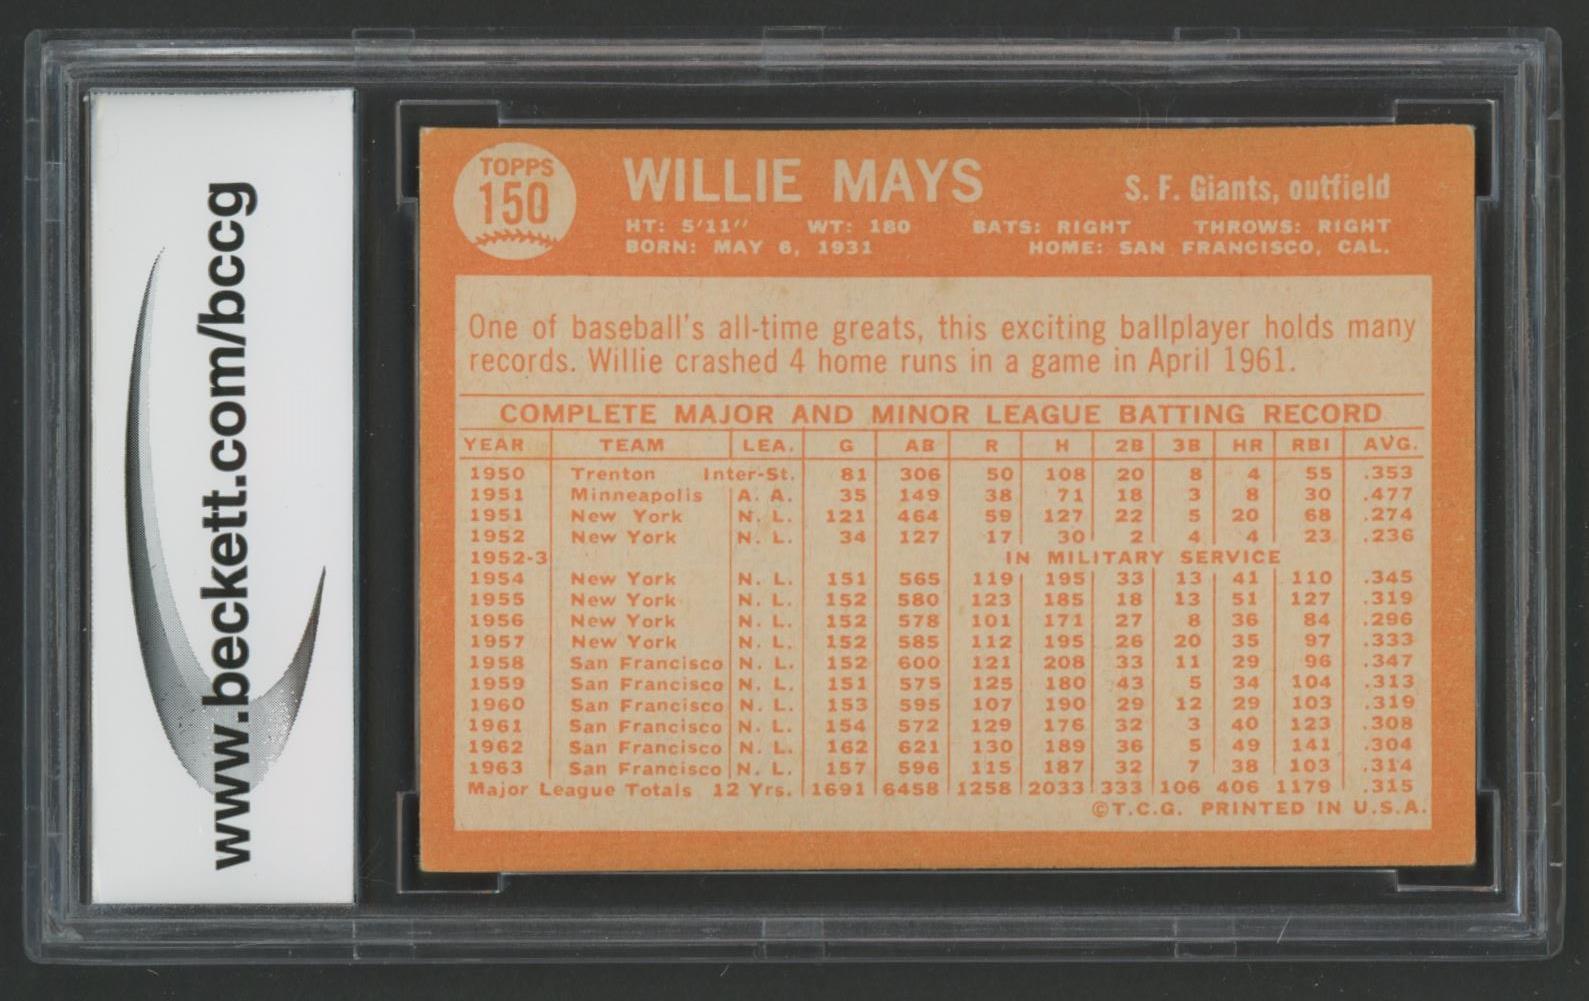 www.beckett.com/bccg
TOPPS
150
WILLIE MAYS
S. F. Giants, outfield
HT: 5'11" WT: 180 BATS: RIGHT THROWS: RIGHT
BORN: MAY 6, 1931 HOME: SAN FRANCISCO, CAL.
One of baseball's all-time greats, this exciting ballplayer holds many
records. Willie crashed 4 home runs in a game in April 1961.
COMPLETE MAJOR AND MINOR LEAGUE BATTING RECORD
YEAR TEAM LEA. G AB R H 2B 3B HR RBI AVG.
1950 Trenton Inter-St. 81 306 50 108 20 8 4 55 .353
1951 Minneapolis A. A. 35 149 38 71 18 3 8 30 .477
1951 New York N. L. 121 464 59 127 22 5 20 68 .274
1952 New York N. L. 34 127 17 30 2 4 4 23 .236
1952-3 IN MILITARY SERVICE
1954 New York N. L. 151 565 119 195 33 13 41 110 .345
1955 New York N. L. 152 580 123 185 18 13 51 127 .319
1956 New York N. L. 152 578 101 171 27 8 36 84 .296
1957 New York N. L. 152 585 112 195 26 20 35 97 .333
1958 San Francisco N. L. 152 600 121 208 33 11 29 96 .347
1959 San Francisco N. L. 151 575 125 180 43 5 34 104 .313
1960 San Francisco N. L. 153 595 107 190 29 12 29 103 .319
1961 San Francisco N. L. 154 572 129 176 32 3 40 123 .308
1962 San Francisco N. L. 162 621 130 189 36 5 49 141 .304
1963 San Francisco N. L. 157 596 115 187 32 7 38 103 .314
Major League Totals 12 Yrs. 1691 6458 1258 2033 333 106 406 1179 .315
©T.C.G. PRINTED IN U.S.A.